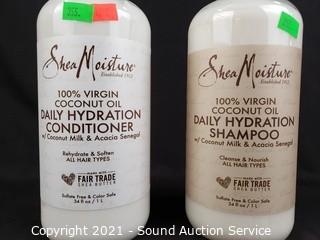 355.
SheaMoisture
Established 1912
100% VIRGIN
COCONUT OIL
DAILY HYDRATION
CONDITIONER
w/ Coconut Milk & Acacia Senegal
Rehydrate & Soften
ALL HAIR TYPES
MADE WITH
FAIR TRADE
SHEA BUTTER
Sulfate Free & Color Safe
34 fl oz / 1 L
SheaMoisture
Established 1912
100% VIRGIN
COCONUT OIL
DAILY HYDRATION
SHAMPOO
w/ Coconut Milk & Acacia Senegal
Cleanse & Nourish
ALL HAIR TYPES
MADE WITH
FAIR TRADE
SHEA BUTTER
Sulfate Free & Color Safe
34 fl oz / 1 L
Copyright 2021 - Sound Auction Service